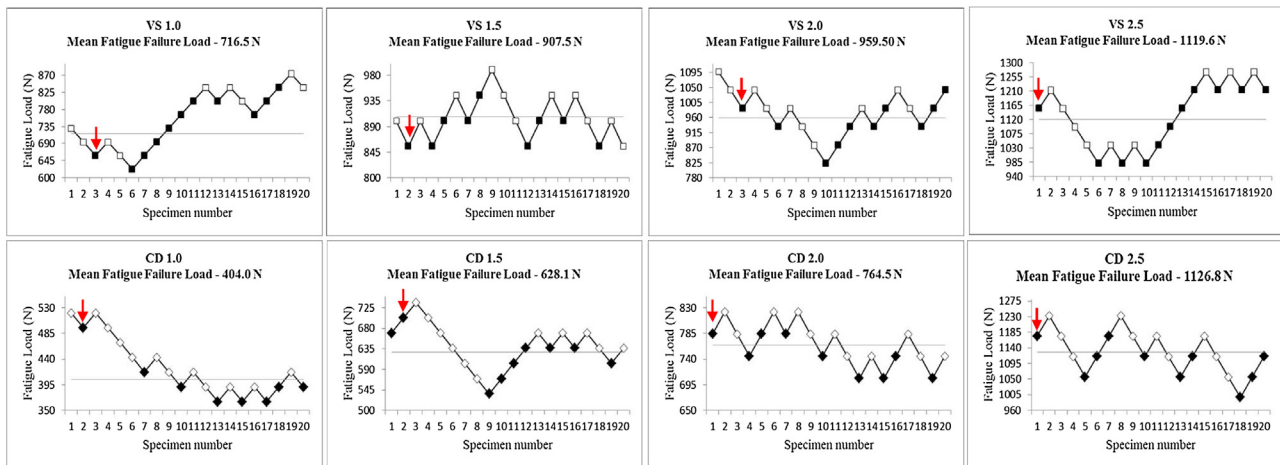 VS 1.0
Mean Fatigue Failure Load - 716.5 N
Fatigue Load (N)
870
825
780
735
690
645
600
1 2 3 4 5 6 7 8 9 1011121314151617181920
Specimen number
VS 1.5
Mean Fatigue Failure Load - 907.5 N
Fatigue Load (N)
980
935
890
845
800
1 2 3 4 5 6 7 8 9 1011121314151617181920
Specimen number
VS 2.0
Mean Fatigue Failure Load - 959.50 N
Fatigue Load (N)
1095
1050
1005
960
915
870
825
780
1 2 3 4 5 6 7 8 9 1011121314151617181920
Specimen number
VS 2.5
Mean Fatigue Failure Load - 1119.6 N
Fatigue Load (N)
1300
1255
1210
1165
1120
1075
1030
985
940
1 2 3 4 5 6 7 8 9 1011121314151617181920
Specimen number
CD 1.0
Mean Fatigue Failure Load - 404.0 N
Fatigue Load (N)
530
485
440
395
350
1 2 3 4 5 6 7 8 9 1011121314151617181920
Specimen number
CD 1.5
Mean Fatigue Failure Load - 628.1 N
Fatigue Load (N)
725
680
635
590
545
500
1 2 3 4 5 6 7 8 9 1011121314151617181920
Specimen number
CD 2.0
Mean Fatigue Failure Load - 764.5 N
Fatigue Load (N)
830
785
740
695
650
1 2 3 4 5 6 7 8 9 1011121314151617181920
Specimen number
CD 2.5
Mean Fatigue Failure Load - 1126.8 N
Fatigue Load (N)
1275
1230
1185
1140
1095
1050
1005
960
1 2 3 4 5 6 7 8 9 1011121314151617181920
Specimen number